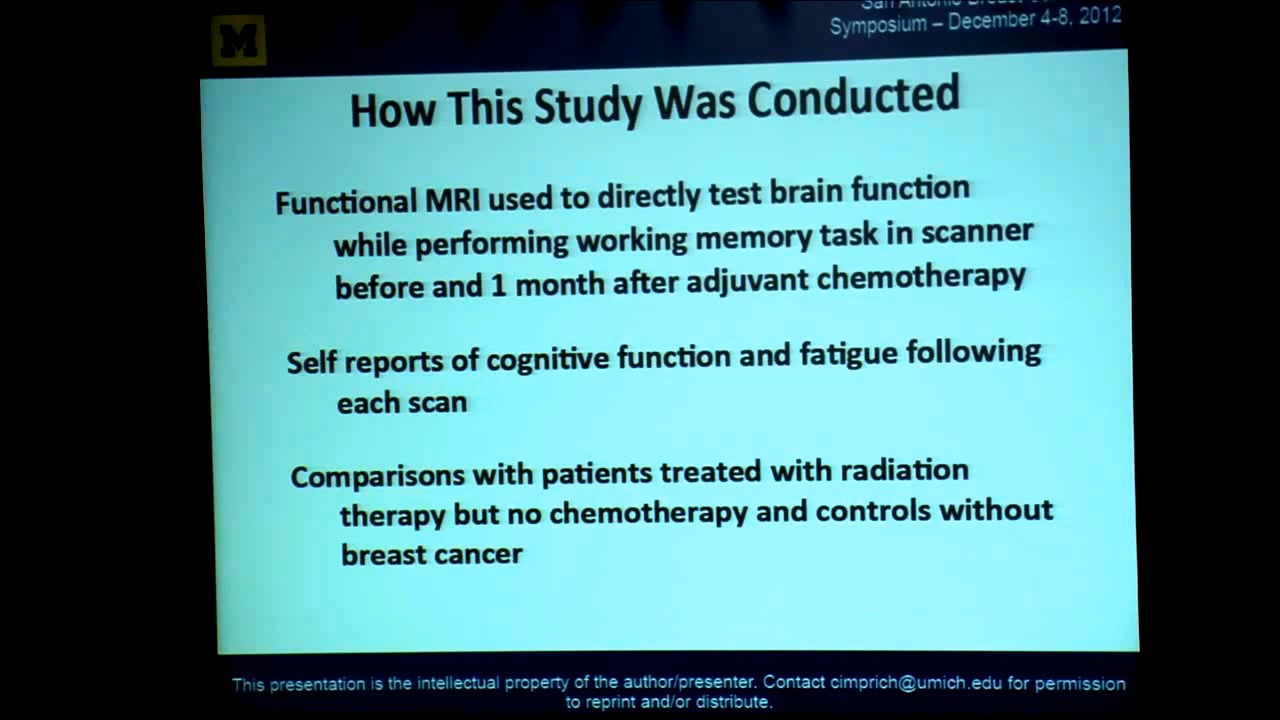 M
San Antonio Breast
Symposium – December 4-8, 2012
How This Study Was Conducted
Functional MRI used to directly test brain function
while performing working memory task in scanner
before and 1 month after adjuvant chemotherapy
Self reports of cognitive function and fatigue following
each scan
Comparisons with patients treated with radiation
therapy but no chemotherapy and controls without
breast cancer
This presentation is the intellectual property of the author/presenter. Contact cimprich@umich.edu for permission
to reprint and/or distribute.